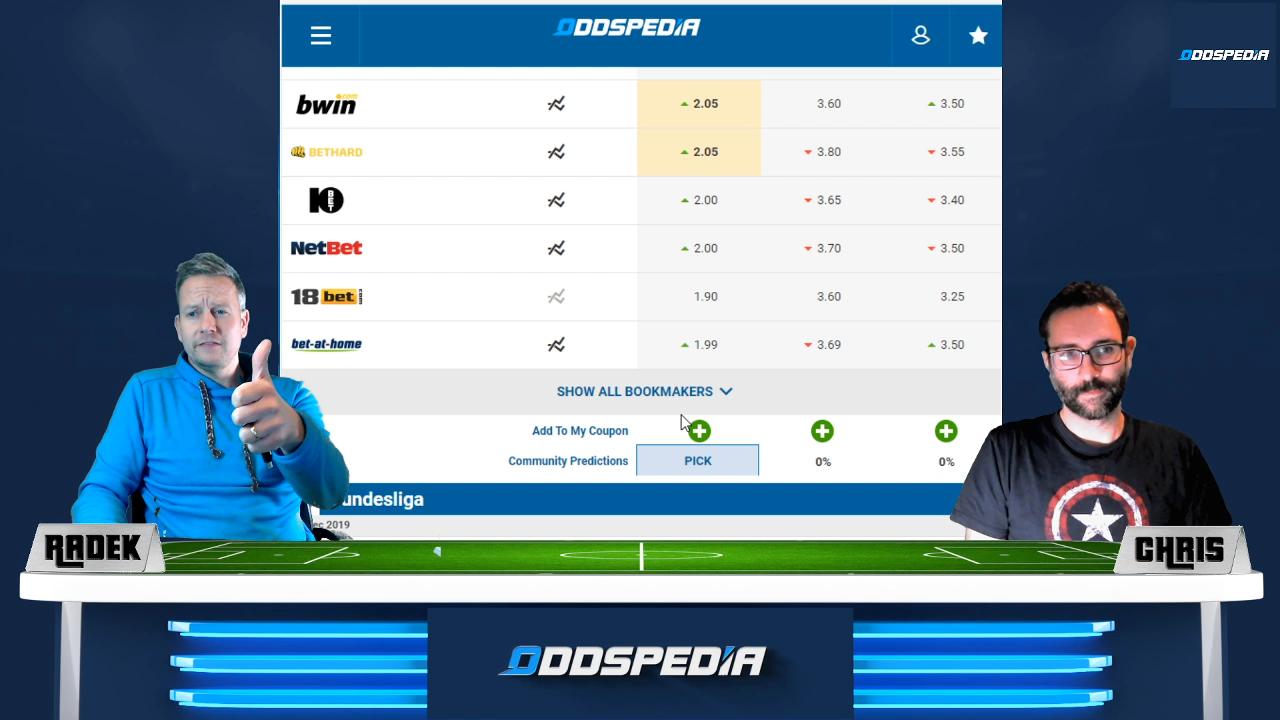 ODDSPEDIA
ODDSPEDIA
bwin.com 2.05 3.60 3.50
BETHARD 2.05 3.80 3.55
10BET 2.00 3.65 3.40
NetBet 2.00 3.70 3.50
18bet.com 1.90 3.60 3.25
bet-at-home 1.99 3.69 3.50
SHOW ALL BOOKMAKERS
Add To My Coupon
Community Predictions PICK 0% 0%
undesliga
ec 2019
RADEK
CHRIS
ODDSPEDIA